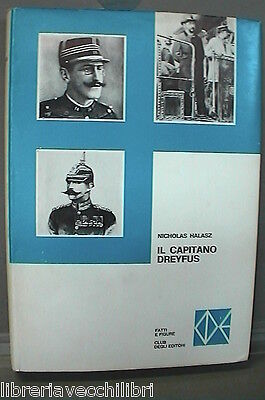 NICHOLAS HALASZ
IL CAPITANO
DREYFUS
FATTI
E FIGURE
CLUB
DEGLI EDITORI
libreriavecchilibri